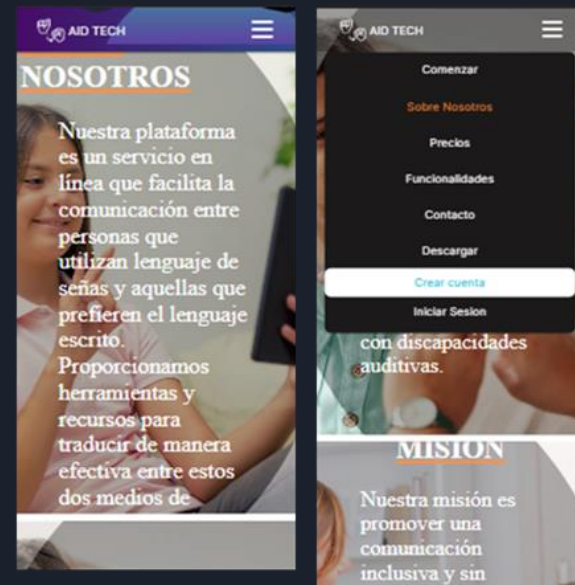 AID TECH
NOSOTROS
Nuestra plataforma
es un servicio en
línea que facilita la
comunicación entre
personas que
utilizan lenguaje de
señas y aquellas que
prefieren el lenguaje
escrito.
Proporcionamos
herramientas y
recursos para
traducir de manera
efectiva entre estos
dos medios de
AID TECH
Comenzar
Sobre Nosotros
Precios
Funcionalidades
Contacto
Descargar
Crear cuenta
Iniciar Sesion
con discapacidades
auditivas.
MISION
Nuestra misión es
promover una
comunicación
inclusiva y sin